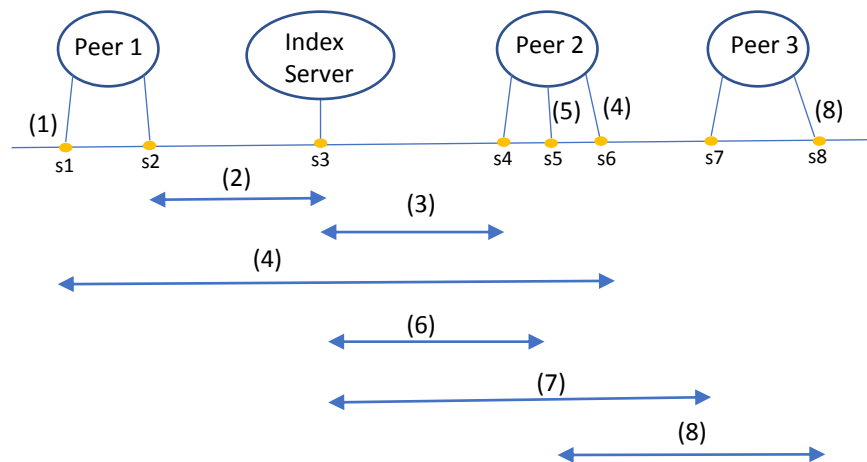 Peer 1
Index
Server
Peer 2
Peer 3
(1)
(5)
(4)
(8)
s1
s2
s3
s4
s5
s6
s7
s8
(2)
(3)
(4)
(6)
(7)
(8)